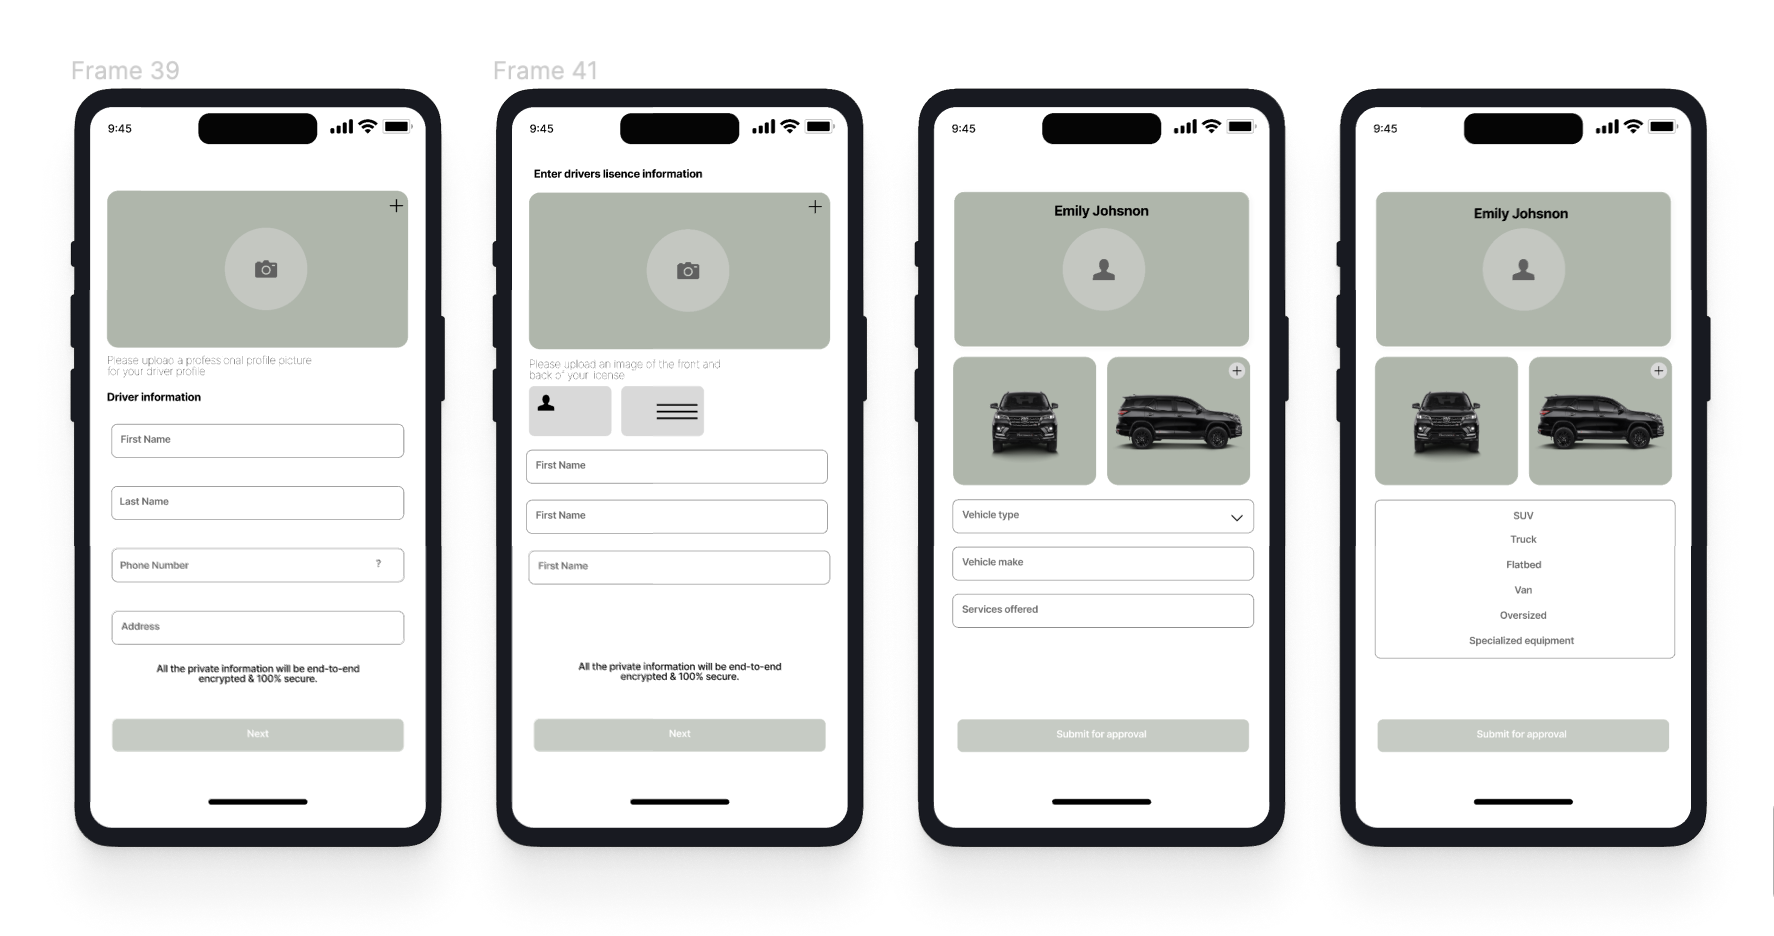 Frame 39
9:45
Please upload a professional profile picture
for your driver profile
Driver information
First Name
Last Name
Phone Number ?
Address
All the private information will be end-to-end
encrypted & 100% secure.
Next
Frame 41
9:45
Enter drivers lisence information
Please upload an image of the front and
back of your license
First Name
First Name
First Name
All the private information will be end-to-end
encrypted & 100% secure.
Next
9:45
Emily Johsnon
Vehicle type
Vehicle make
Services offered
Submit for approval
9:45
Emily Johsnon
SUV
Truck
Flatbed
Van
Oversized
Specialized equipment
Submit for approval